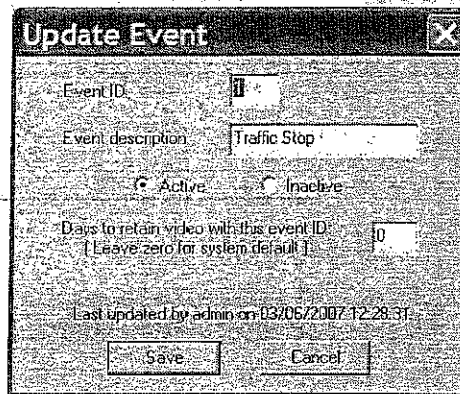 Update Event
Event ID
Event description Traffic Stop
Active Inactive
Days to retain video with this event ID
[ Leave zero for system default ] 0
Last updated by admin on 03/06/2007 12:28:31
Save Cancel